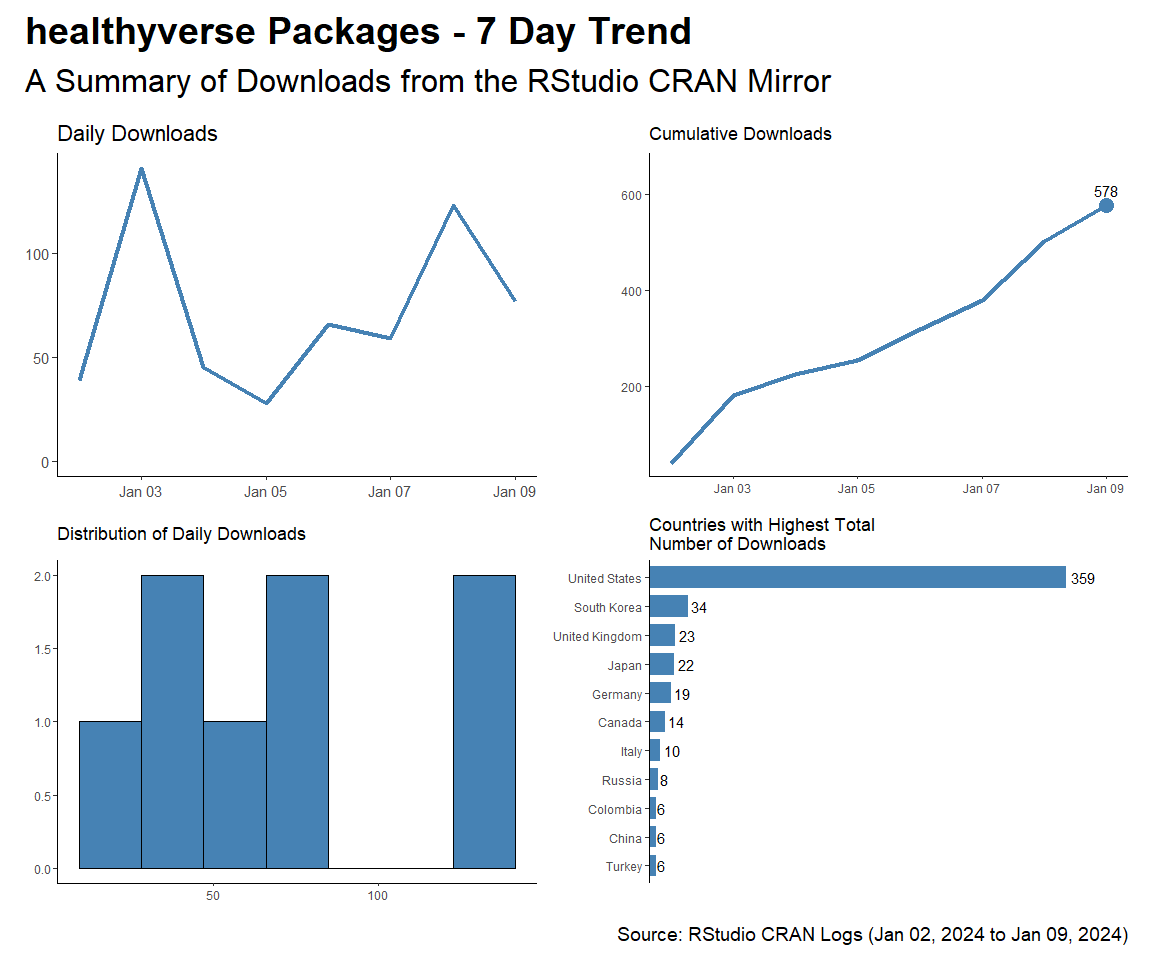 healthyverse Packages - 7 Day Trend
A Summary of Downloads from the RStudio CRAN Mirror
Daily Downloads
100
50
0
Jan 03 Jan 05 Jan 07 Jan 09
Cumulative Downloads
600
400
200
578
Jan 03 Jan 05 Jan 07 Jan 09
Distribution of Daily Downloads
2.0
1.5
1.0
0.5
0.0
50 100
Countries with Highest Total
Number of Downloads
United States 359
South Korea 34
United Kingdom 23
Japan 22
Germany 19
Canada 14
Italy 10
Russia 8
Colombia 6
China 6
Turkey 6
Source: RStudio CRAN Logs (Jan 02, 2024 to Jan 09, 2024)